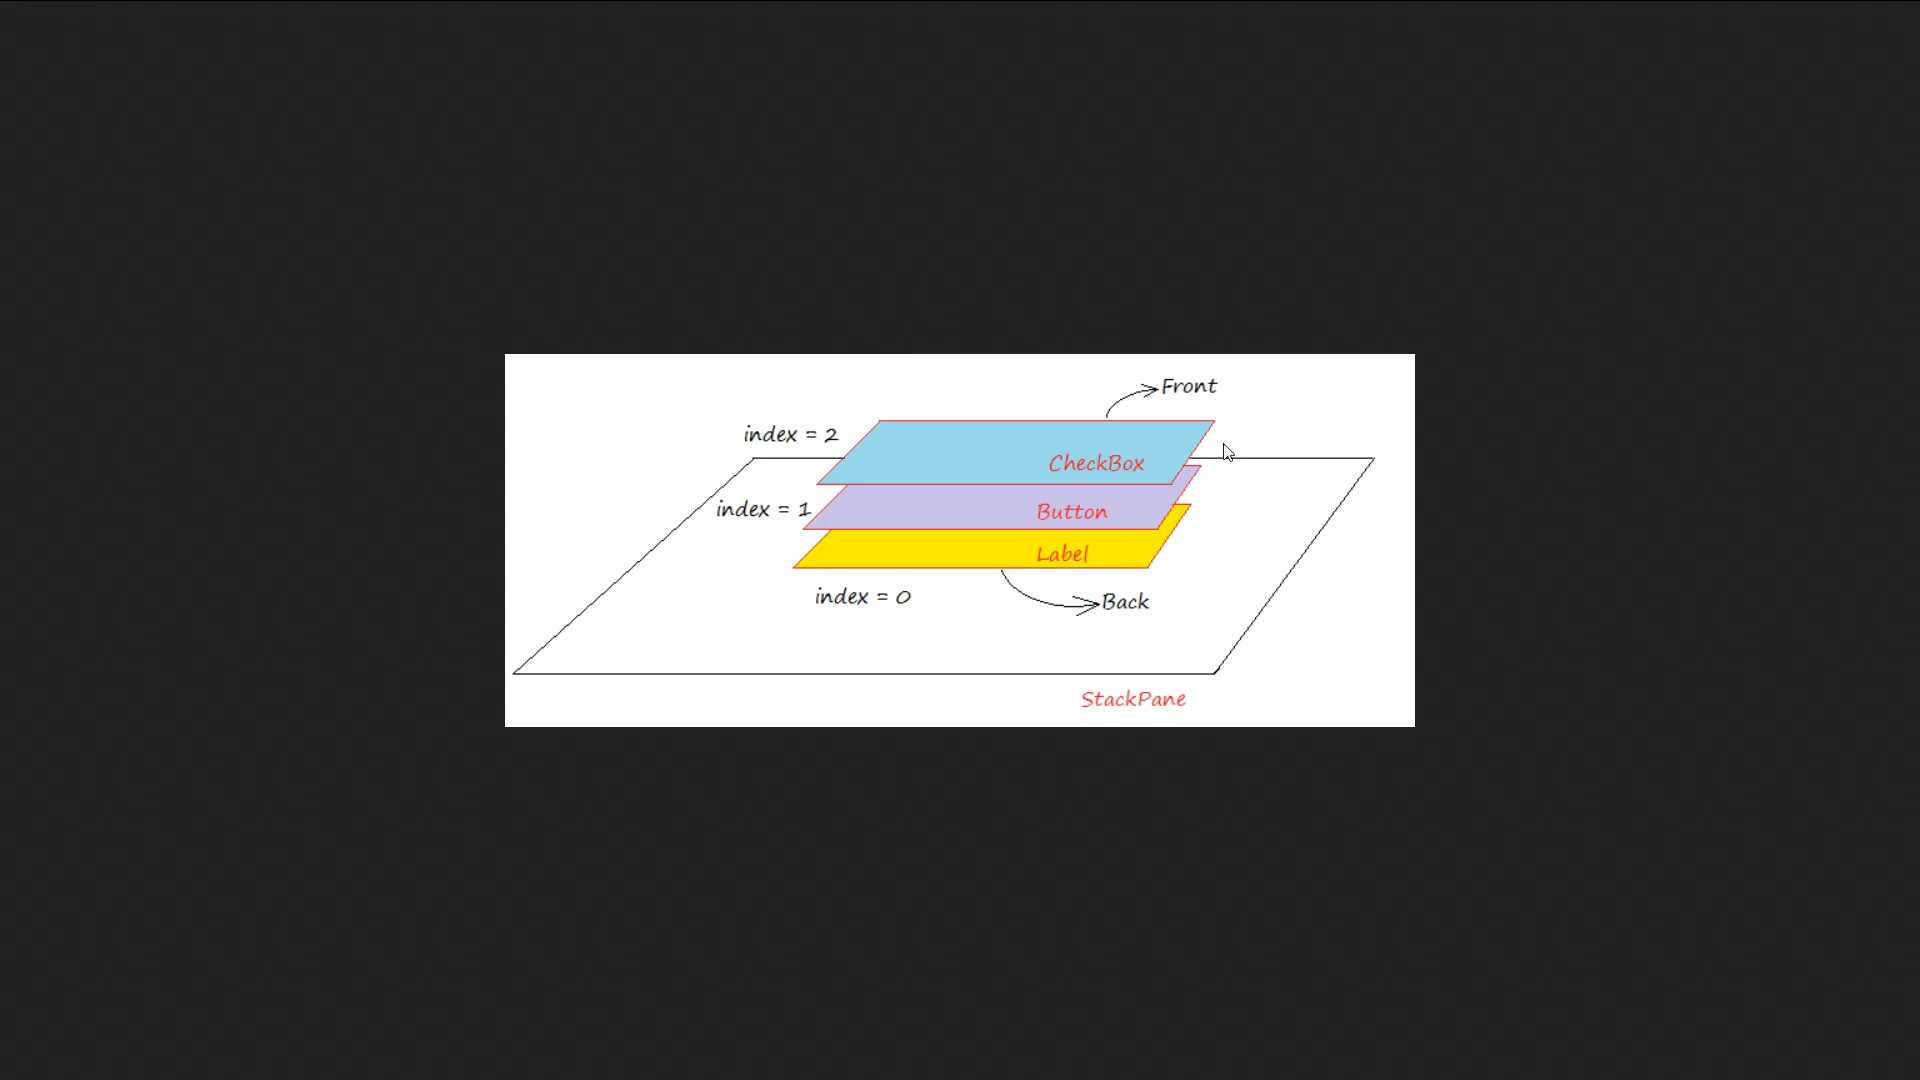 Front
index = 2
CheckBox
index = 1
Button
Label
index = 0
Back
StackPane